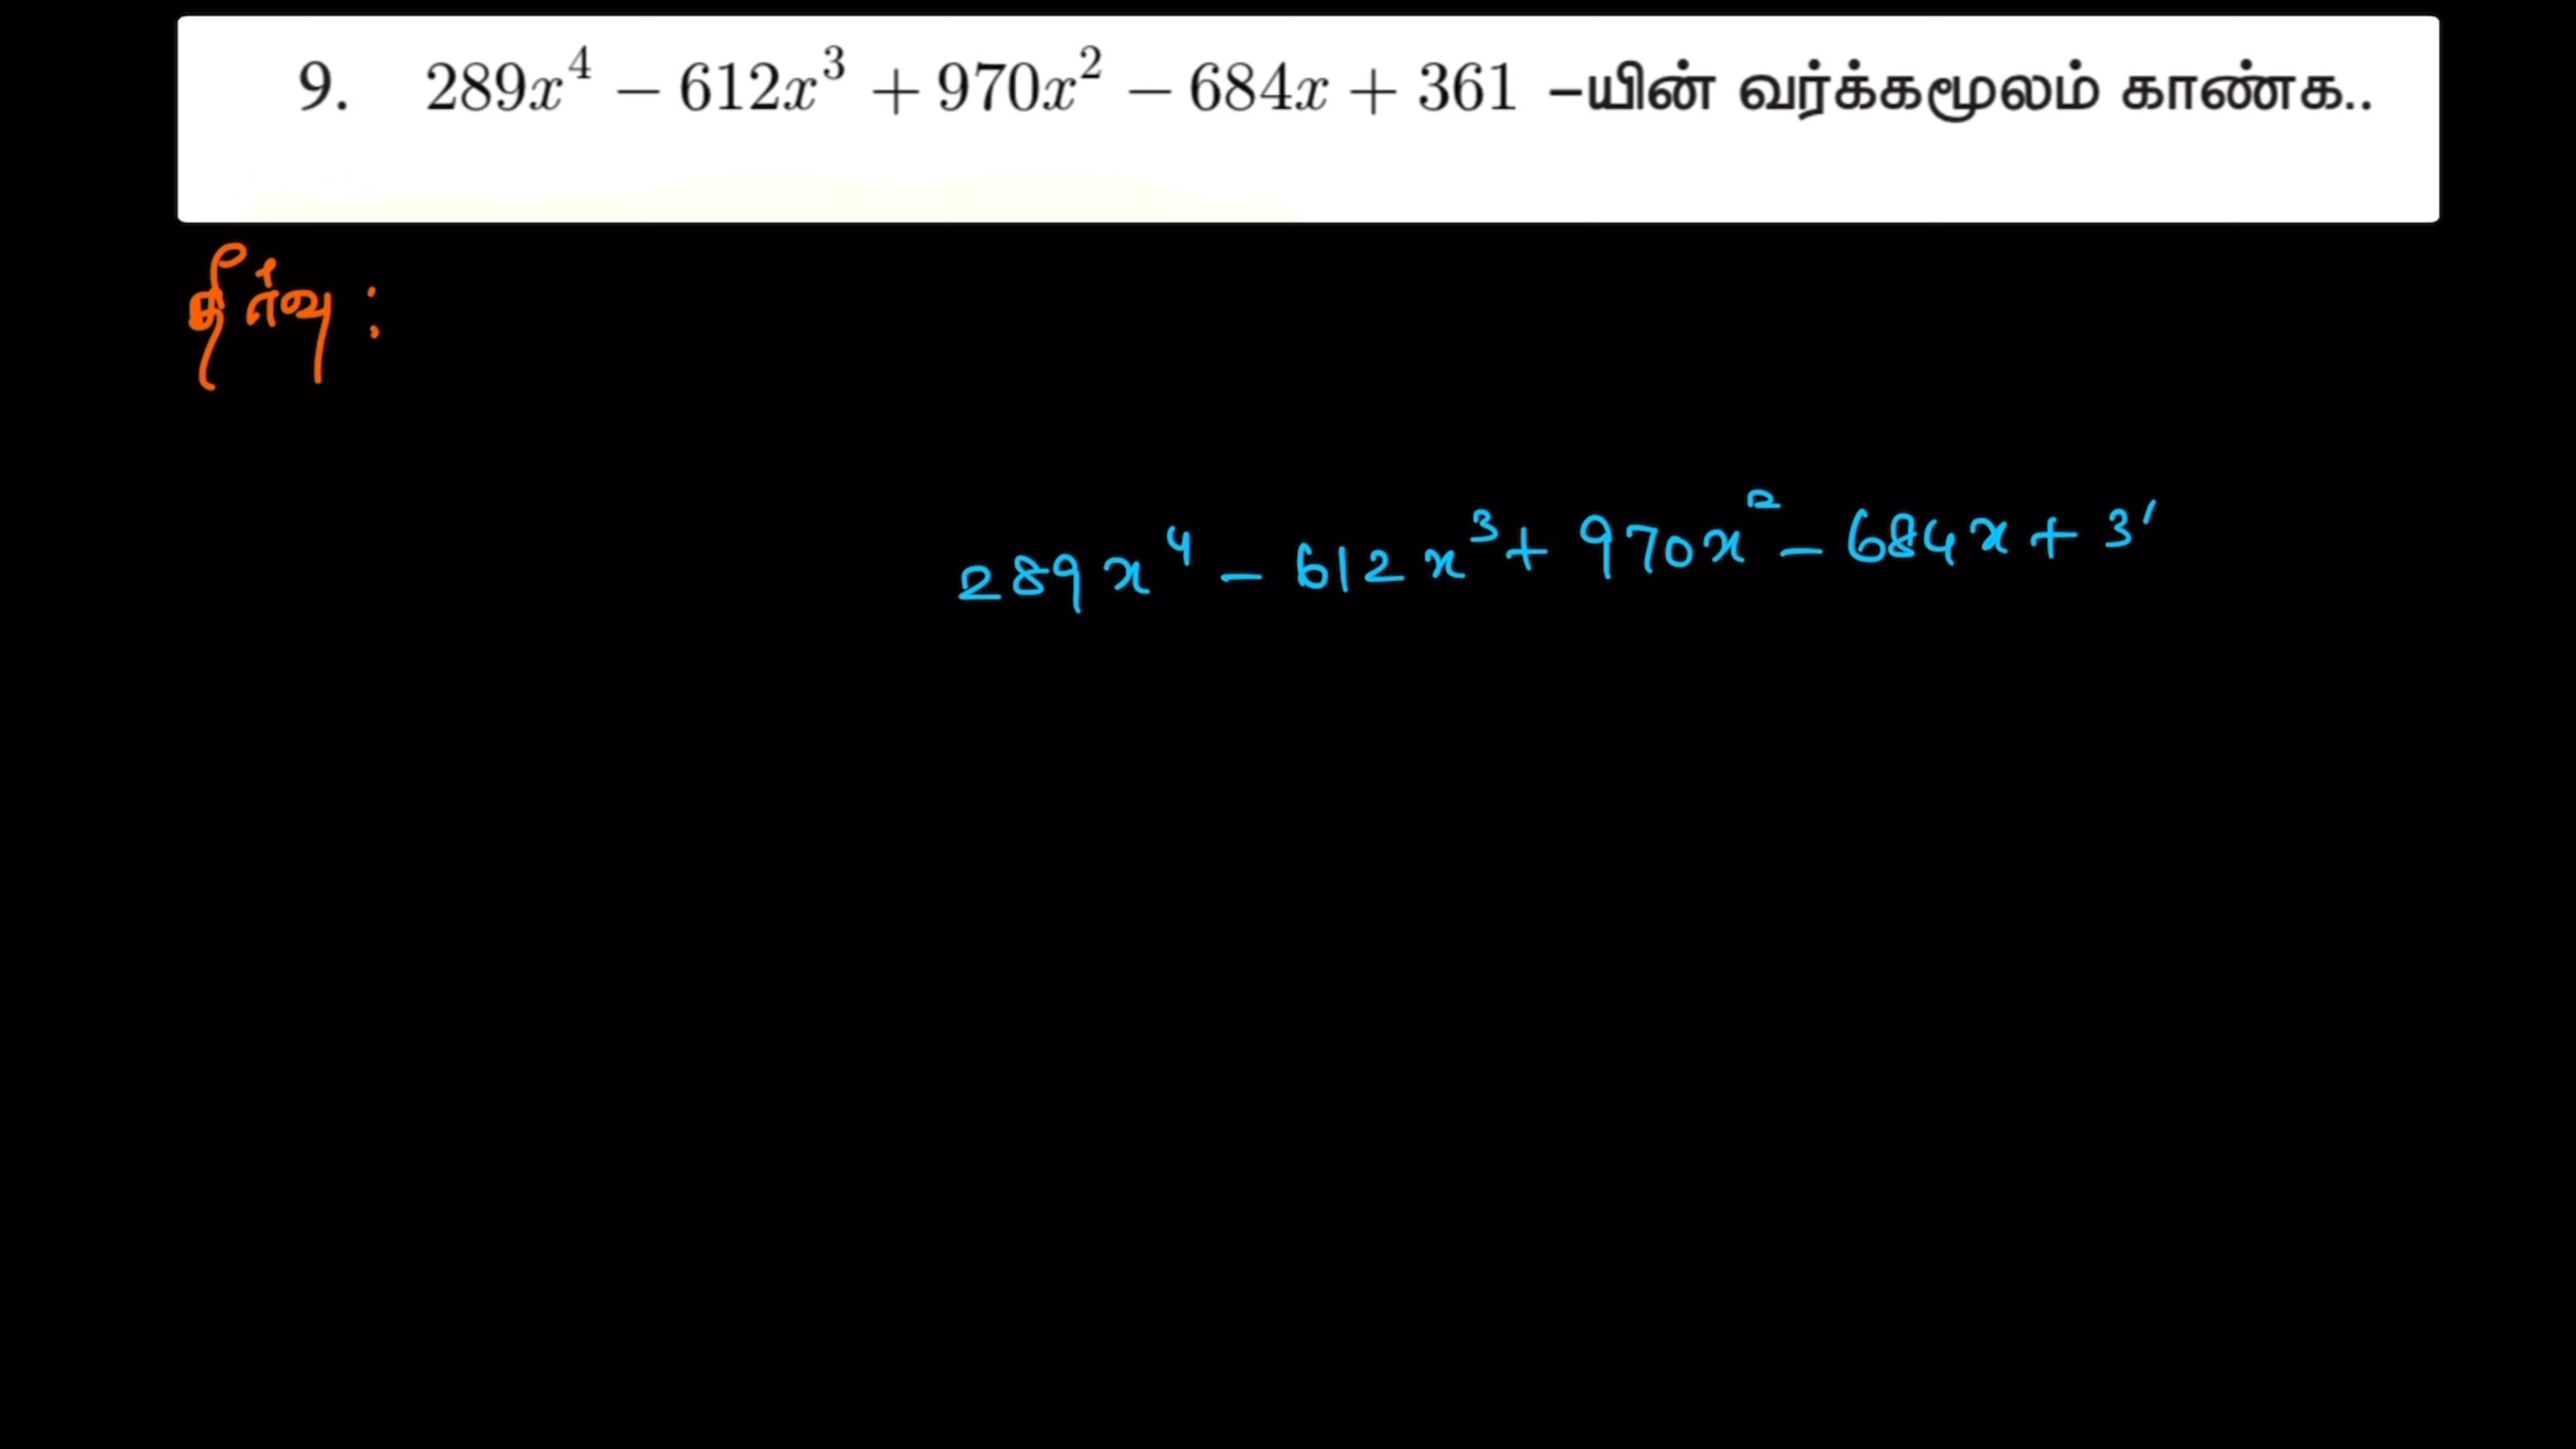 9. 289x⁴ − 612x³ + 970x² − 684x + 361 –யின் வர்க்கமூலம் காண்க..
தீர்வு :
289x⁴ − 612x³ + 970x² − 684x + 3